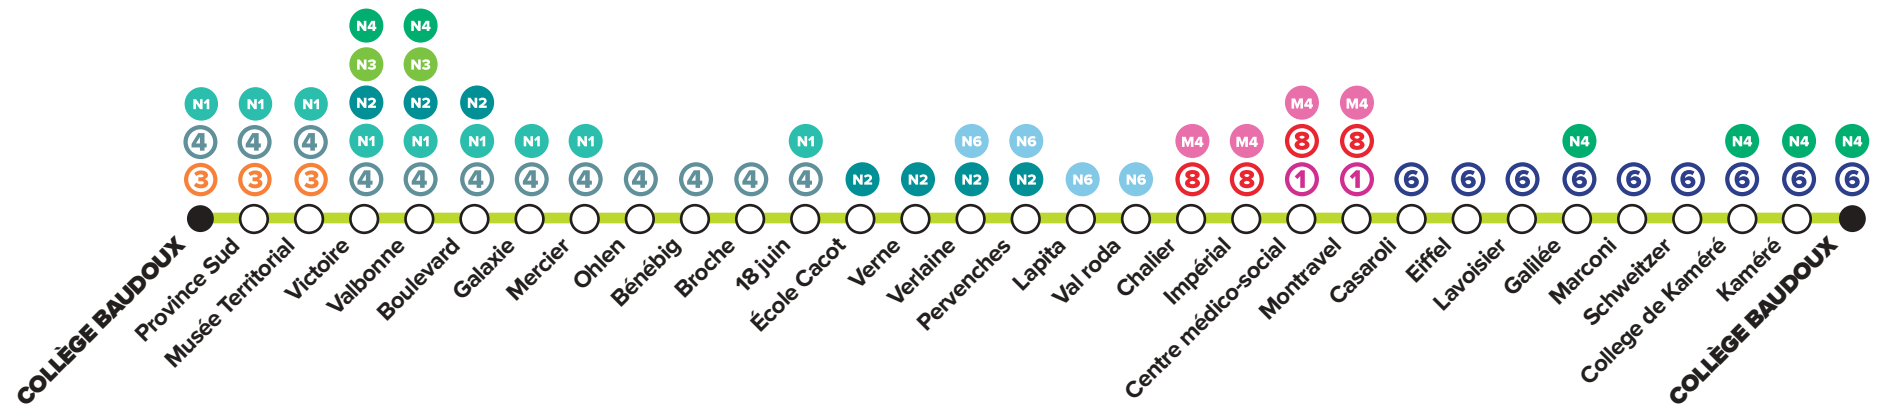 N4 N4
N3 N3
N1 N1 N1 N2 N2 N2 M4 M4
4 4 4 N1 N1 N1 N1 N1 N1 N6 N6 M4 M4 8 8 N4 N4 N4 N4
3 3 3 4 4 4 4 4 4 4 4 4 N2 N2 N2 N2 N6 N6 8 8 1 1 6 6 6 6 6 6 6 6 6
COLLÈGE BAUDOUX
Province Sud
Musée Territorial
Victoire
Valbonne
Boulevard
Galaxie
Mercier
Ohlen
Bénébig
Broche
18 juin
École Cacot
Verne
Verlaine
Pervenches
Lapita
Val roda
Chalier
Impérial
Centre médico-social
Montravel
Casaroli
Eiffel
Lavoisier
Galilée
Marconi
Schweitzer
College de Kaméré
Kaméré
COLLÈGE BAUDOUX